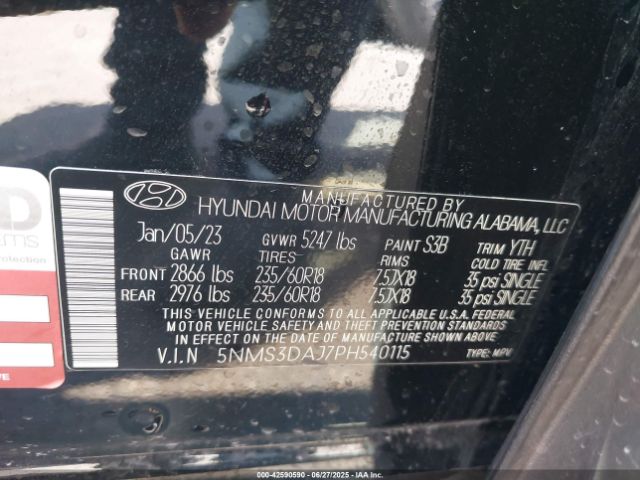 MANUFACTURED BY
HYUNDAI MOTOR MANUFACTURING ALABAMA, LLC
Jan/05/23 GVWR 5247 lbs PAINT S3B TRIM YTH
GAWR TIRES RIMS COLD TIRE INFL
FRONT 2866 lbs 235/60R18 7.5JX18 35 psi SINGLE
REAR 2976 lbs 235/60R18 7.5JX18 35 psi SINGLE
THIS VEHICLE CONFORMS TO ALL APPLICABLE U.S. FEDERAL
MOTOR VEHICLE SAFETY AND THEFT PREVENTION STANDARDS
IN EFFECT ON THE DATE OF MANUFACTURE SHOWN ABOVE.
V.I.N 5NMS3DAJ7PH540115 TYPE: MPV
000-42590590 - 06/27/2025 - COPYRIGHT IAA, LLC.